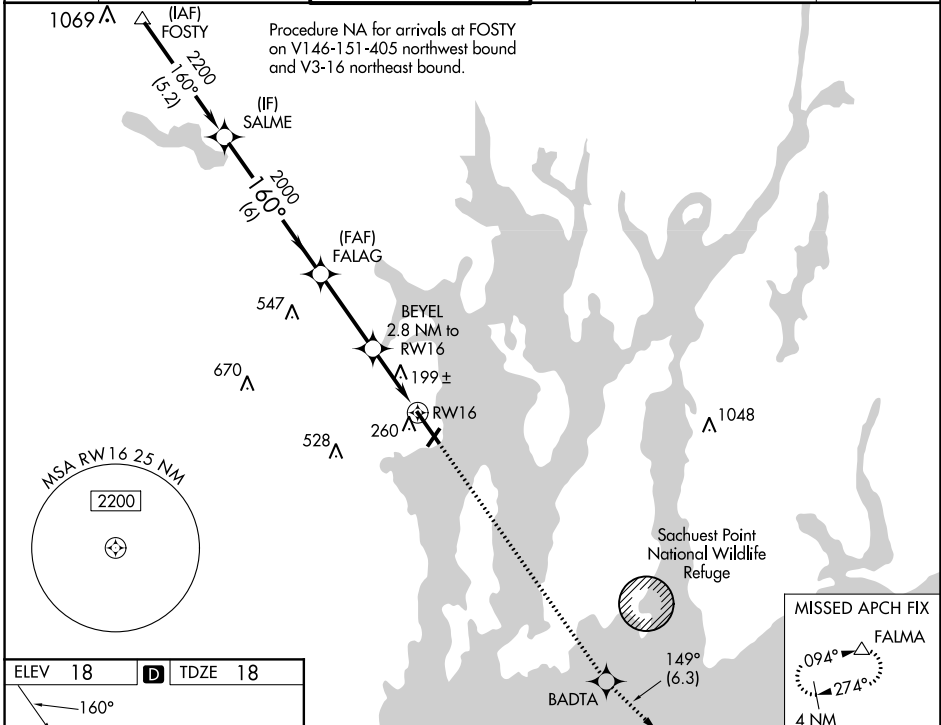 1069
(IAF)
FOSTY
Procedure NA for arrivals at FOSTY
on V146-151-405 northwest bound
and V3-16 northeast bound.
2200
160°
(5.2)
(IF)
SALME
2000
160°
(6)
(FAF)
FALAG
547
BEYEL
2.8 NM to
RW16
199±
670
RW16
260
1048
528
MSA RW16 25 NM
2200
Sachuest Point
National Wildlife
Refuge
MISSED APCH FIX
FALMA
094°
274°
4 NM
149°
(6.3)
BADTA
ELEV 18 D TDZE 18
160°